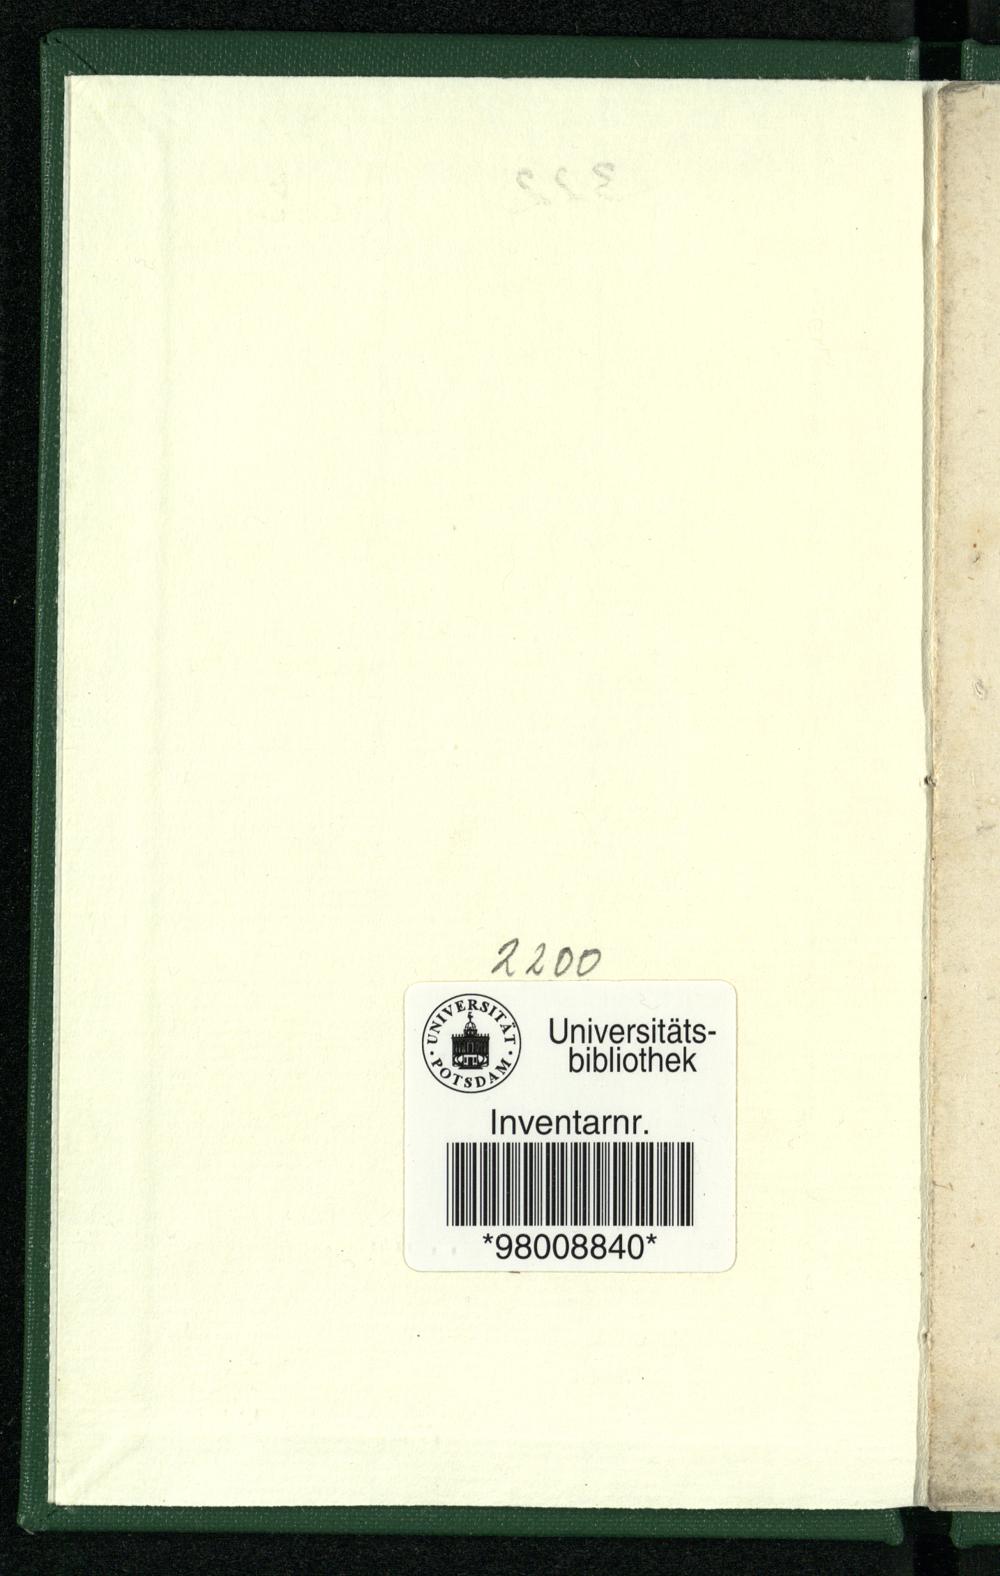 2200
UNIVERSITÄT
· POTSDAM ·
Universitäts-
bibliothek
Inventarnr.
*98008840*